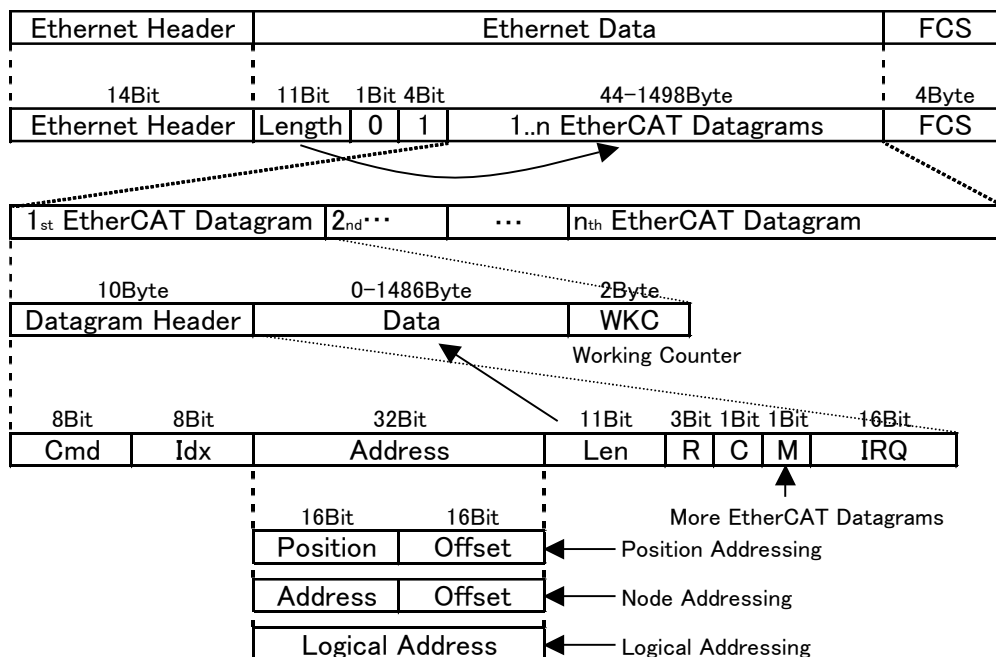 Ethernet Header Ethernet Data FCS
14Bit 11Bit 1Bit 4Bit 44-1498Byte 4Byte
Ethernet Header Length 0 1 1..n EtherCAT Datagrams FCS
1st EtherCAT Datagram 2nd… … nth EtherCAT Datagram
10Byte 0-1486Byte 2Byte
Datagram Header Data WKC
Working Counter
8Bit 8Bit 32Bit 11Bit 3Bit 1Bit 1Bit 16Bit
Cmd Idx Address Len R C M IRQ
More EtherCAT Datagrams
16Bit 16Bit
Position Offset Position Addressing
Address Offset Node Addressing
Logical Address Logical Addressing